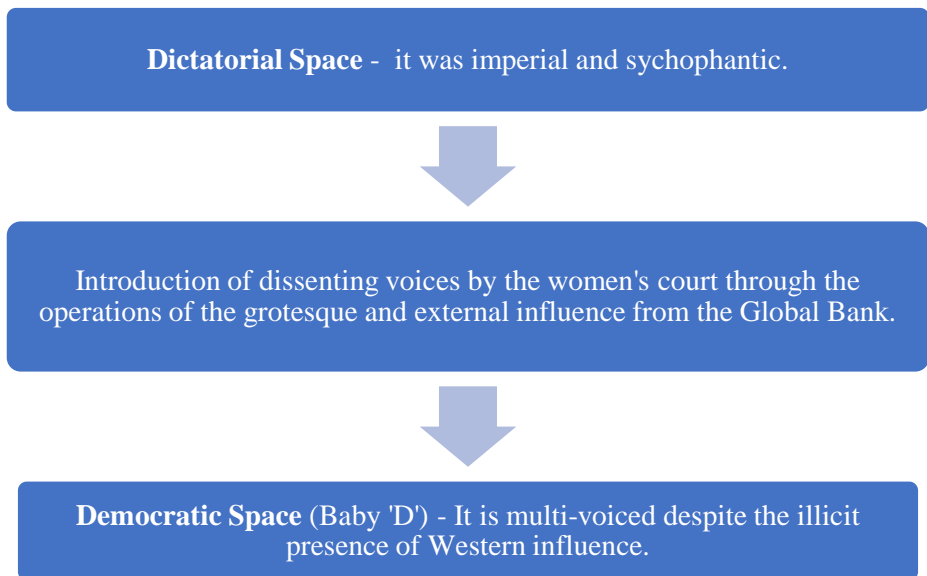 Dictatorial Space -  it was imperial and sychophantic.
Introduction of dissenting voices by the women's court through the
operations of the grotesque and external influence from the Global Bank.
Democratic Space (Baby 'D') - It is multi-voiced despite the illicit
presence of Western influence.